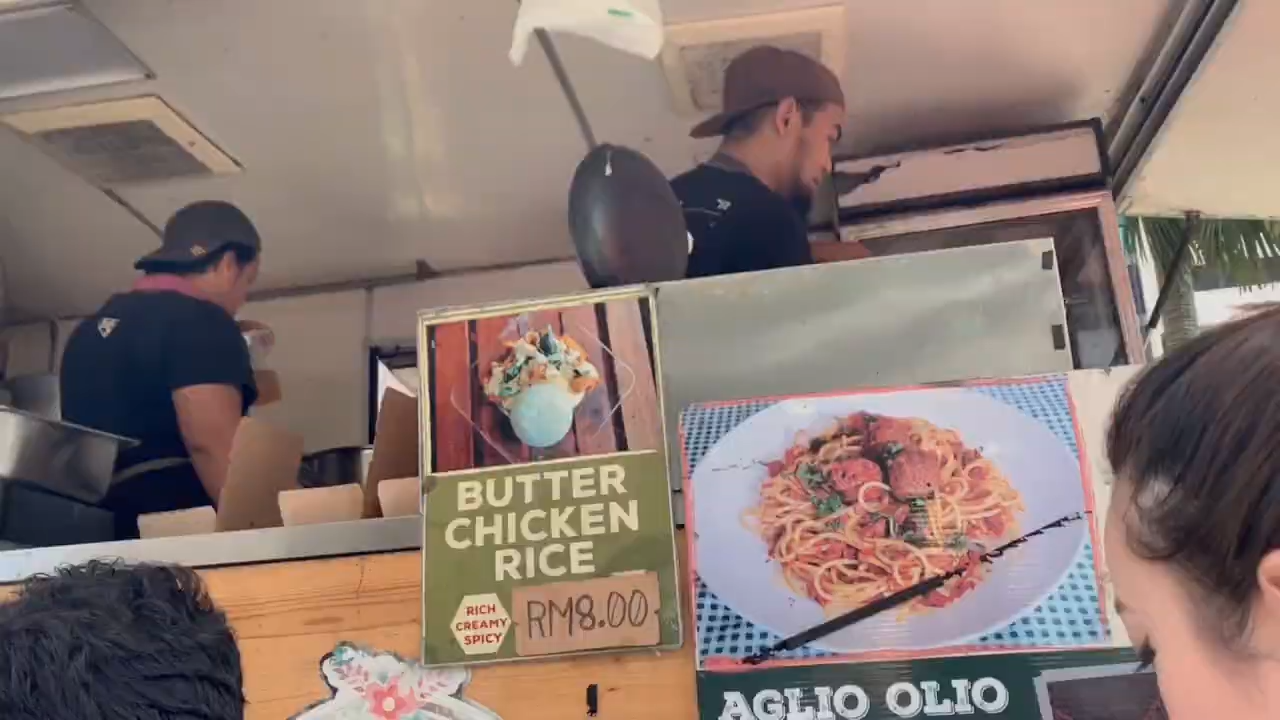 BUTTER
CHICKEN
RICE
RICH
CREAMY
SPICY
RM8.00
AGLIO OLIO